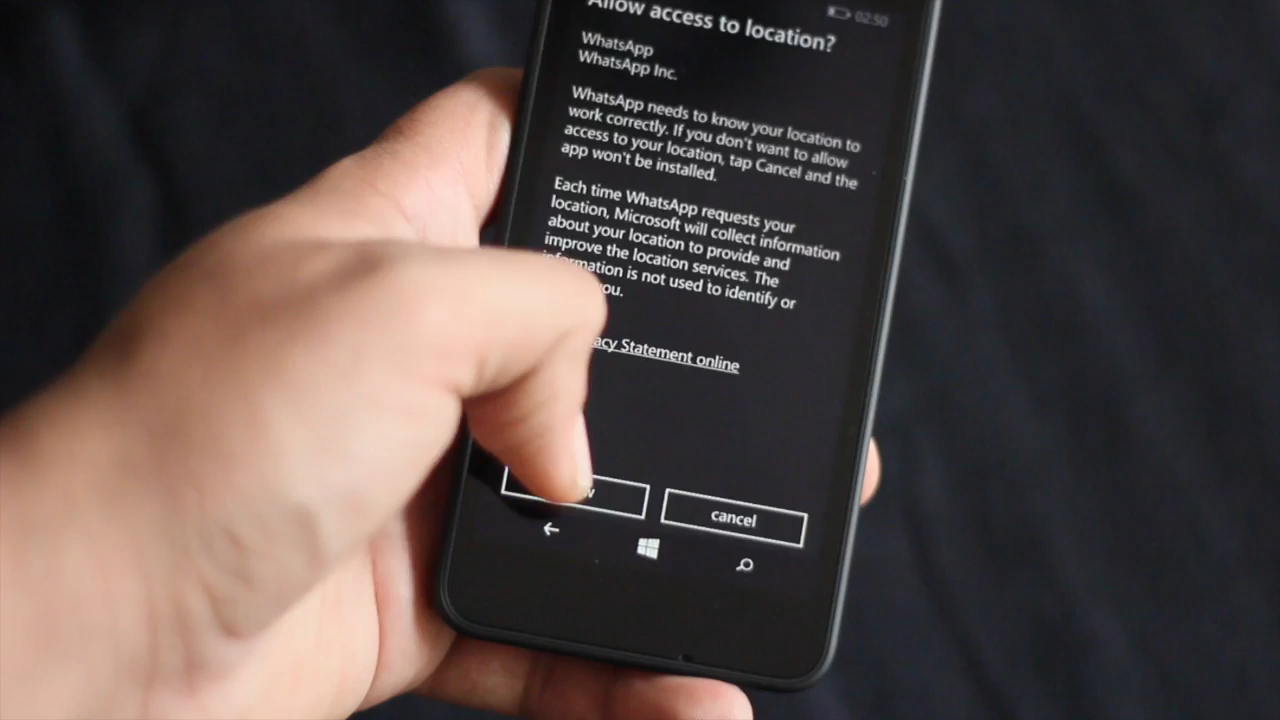 Allow access to location?
02:50
WhatsApp
WhatsApp Inc.
WhatsApp needs to know your location to
work correctly. If you don't want to allow
access to your location, tap Cancel and the
app won't be installed.
Each time WhatsApp requests your
location, Microsoft will collect information
about your location to provide and
improve the location services. The
information is not used to identify or
you.
Statement online
cancel